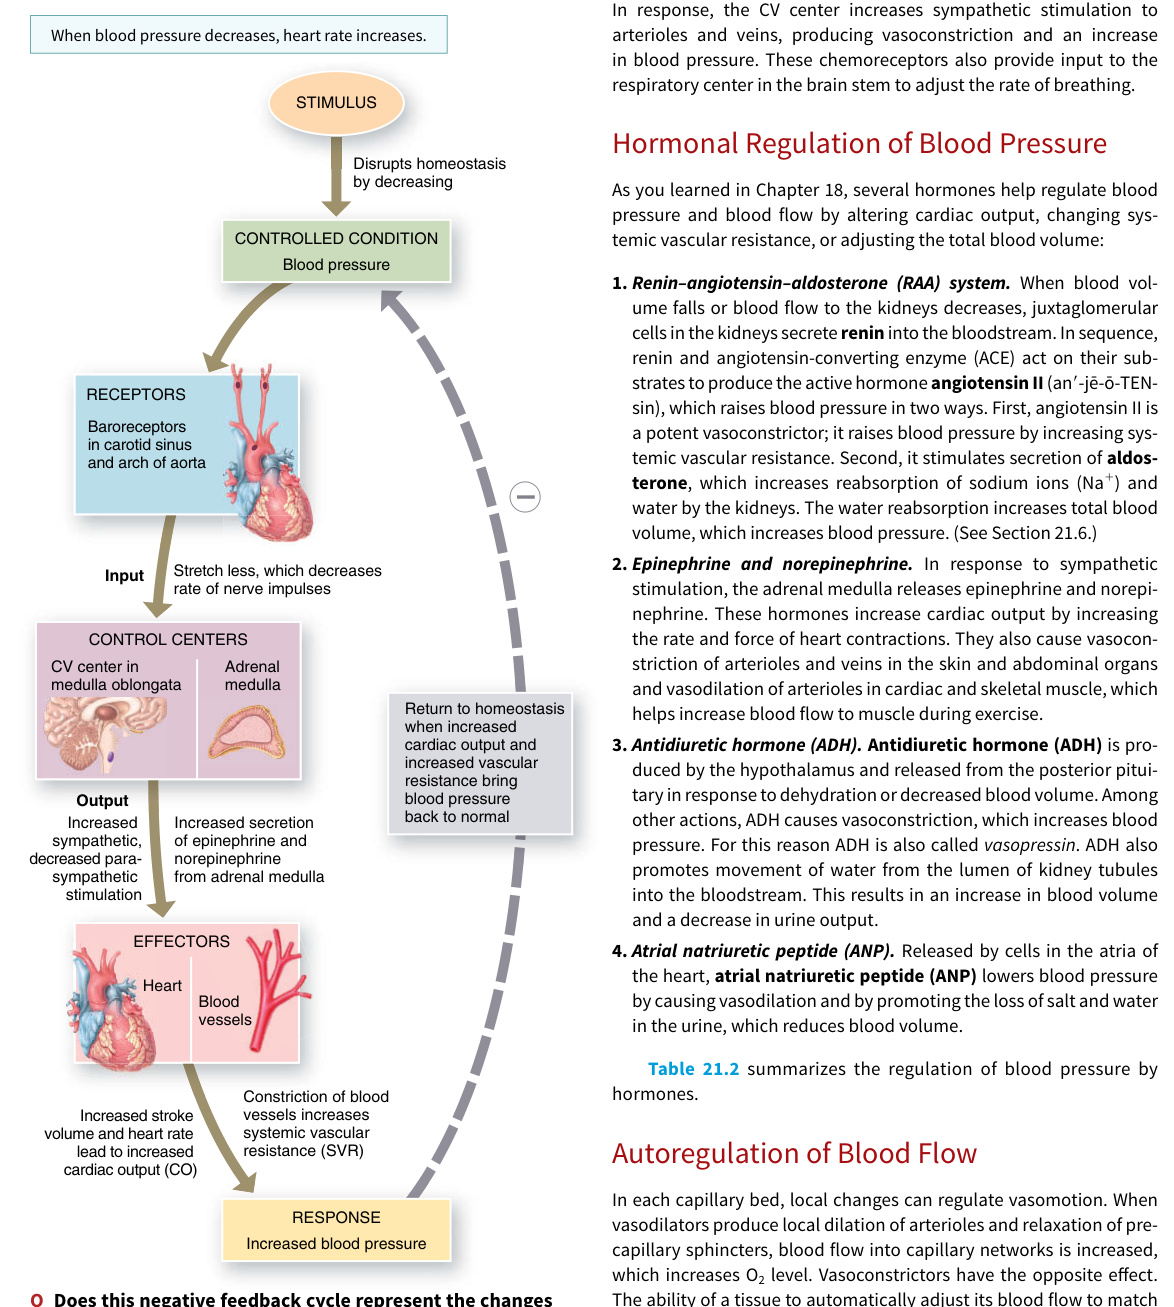 When blood pressure decreases, heart rate increases.
STIMULUS
Disrupts homeostasis
by decreasing
CONTROLLED CONDITION
Blood pressure
RECEPTORS
Baroreceptors
in carotid sinus
and arch of aorta
Input
Stretch less, which decreases
rate of nerve impulses
CONTROL CENTERS
CV center in
medulla oblongata
Adrenal
medulla
Return to homeostasis
when increased
cardiac output and
increased vascular
resistance bring
blood pressure
back to normal
Output
Increased
sympathetic,
decreased para-
sympathetic
stimulation
Increased secretion
of epinephrine and
norepinephrine
from adrenal medulla
EFFECTORS
Heart
Blood
vessels
Increased stroke
volume and heart rate
lead to increased
cardiac output (CO)
Constriction of blood
vessels increases
systemic vascular
resistance (SVR)
RESPONSE
Increased blood pressure
Q Does this negative feedback cycle represent the changes
In response, the CV center increases sympathetic stimulation to
arterioles and veins, producing vasoconstriction and an increase
in blood pressure. These chemoreceptors also provide input to the
respiratory center in the brain stem to adjust the rate of breathing.
Hormonal Regulation of Blood Pressure
As you learned in Chapter 18, several hormones help regulate blood
pressure and blood flow by altering cardiac output, changing sys-
temic vascular resistance, or adjusting the total blood volume:
1. Renin–angiotensin–aldosterone (RAA) system. When blood vol-
ume falls or blood flow to the kidneys decreases, juxtaglomerular
cells in the kidneys secrete renin into the bloodstream. In sequence,
renin and angiotensin-converting enzyme (ACE) act on their sub-
strates to produce the active hormone angiotensin II (an′-jē-ō-TEN-
sin), which raises blood pressure in two ways. First, angiotensin II is
a potent vasoconstrictor; it raises blood pressure by increasing sys-
temic vascular resistance. Second, it stimulates secretion of aldos-
terone, which increases reabsorption of sodium ions (Na⁺) and
water by the kidneys. The water reabsorption increases total blood
volume, which increases blood pressure. (See Section 21.6.)
2. Epinephrine and norepinephrine. In response to sympathetic
stimulation, the adrenal medulla releases epinephrine and norepi-
nephrine. These hormones increase cardiac output by increasing
the rate and force of heart contractions. They also cause vasocon-
striction of arterioles and veins in the skin and abdominal organs
and vasodilation of arterioles in cardiac and skeletal muscle, which
helps increase blood flow to muscle during exercise.
3. Antidiuretic hormone (ADH). Antidiuretic hormone (ADH) is pro-
duced by the hypothalamus and released from the posterior pitui-
tary in response to dehydration or decreased blood volume. Among
other actions, ADH causes vasoconstriction, which increases blood
pressure. For this reason ADH is also called vasopressin. ADH also
promotes movement of water from the lumen of kidney tubules
into the bloodstream. This results in an increase in blood volume
and a decrease in urine output.
4. Atrial natriuretic peptide (ANP). Released by cells in the atria of
the heart, atrial natriuretic peptide (ANP) lowers blood pressure
by causing vasodilation and by promoting the loss of salt and water
in the urine, which reduces blood volume.
Table 21.2 summarizes the regulation of blood pressure by
hormones.
Autoregulation of Blood Flow
In each capillary bed, local changes can regulate vasomotion. When
vasodilators produce local dilation of arterioles and relaxation of pre-
capillary sphincters, blood flow into capillary networks is increased,
which increases O₂ level. Vasoconstrictors have the opposite effect.
The ability of a tissue to automatically adjust its blood flow to match